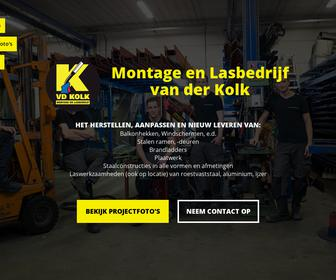 oto's
Montage en Lasbedrijf
van der Kolk
VD KOLK
HET HERSTELLEN, AANPASSEN EN NIEUW LEVEREN VAN:
Balkonhekken, Windschermten, e.d.
Stalen ramen, -deuren
Brandladders
Plaatwerk
Staalconstructies in alle vormen en afmetingen
Laswerkzaamheden (ook op locatie) van roestvaststaal, aluminium, ijzer
BEKIJK PROJECTFOTO'S
NEEM CONTACT OP